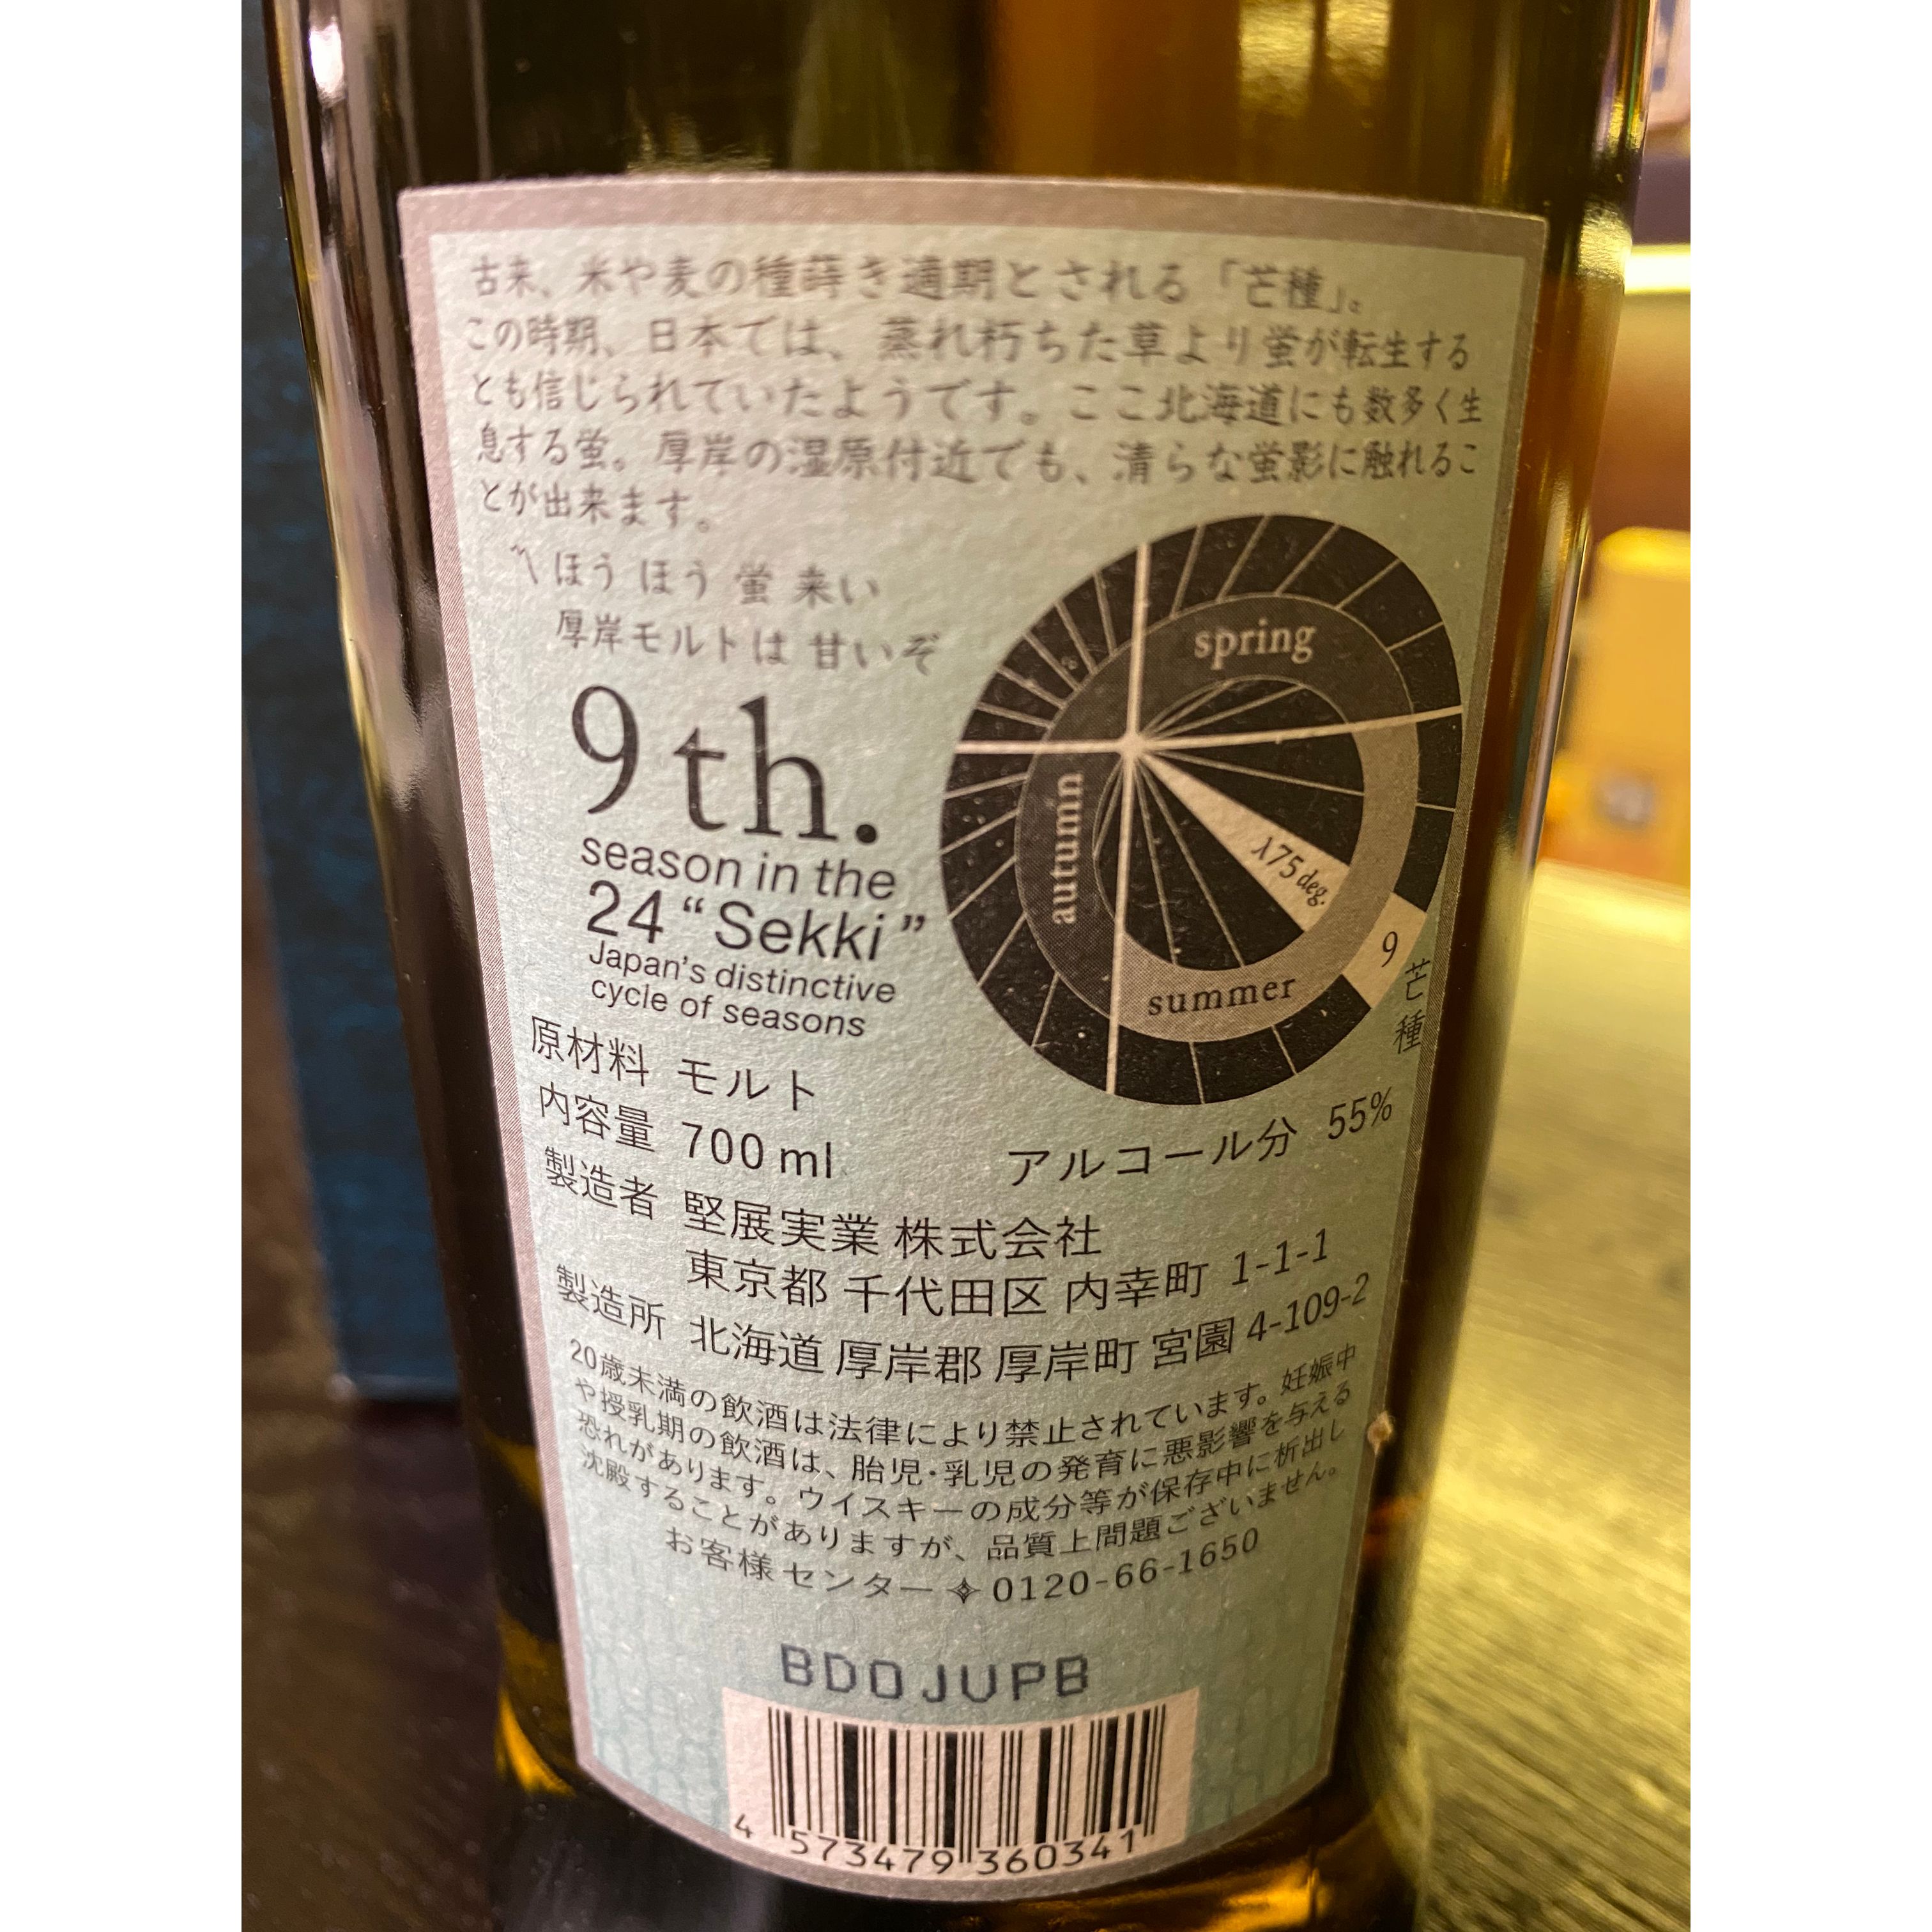 古来、米や麦の種蒔き適期とされる「芒種」。
この時期、日本では、蒸れ朽ちた草より蛍が転生する
とも信じられていたようです。ここ北海道にも数多く生
息する蛍。厚岸の湿原付近でも、清らな蛍影に触れるこ
とが出来ます。
〽ほう ほう 蛍 来い
厚岸モルトは 甘いぞ
9th.
season in the
24 “Sekki”
Japan's distinctive
cycle of seasons
spring
autumn
summer
λ75 deg.
9
芒種
原材料 モルト
内容量 700 ml アルコール分 55%
製造者 堅展実業 株式会社
東京都 千代田区 内幸町 1-1-1
製造所 北海道 厚岸郡 厚岸町 宮園 4-109-2
20歳未満の飲酒は法律により禁止されています。妊娠中
や授乳期の飲酒は、胎児・乳児の発育に悪影響を与える
恐れがあります。ウイスキーの成分等が保存中に析出し
沈殿することがありますが、品質上問題ございません。
お客様センター✧0120-66-1650
BDOJUPB
4 573479 360341